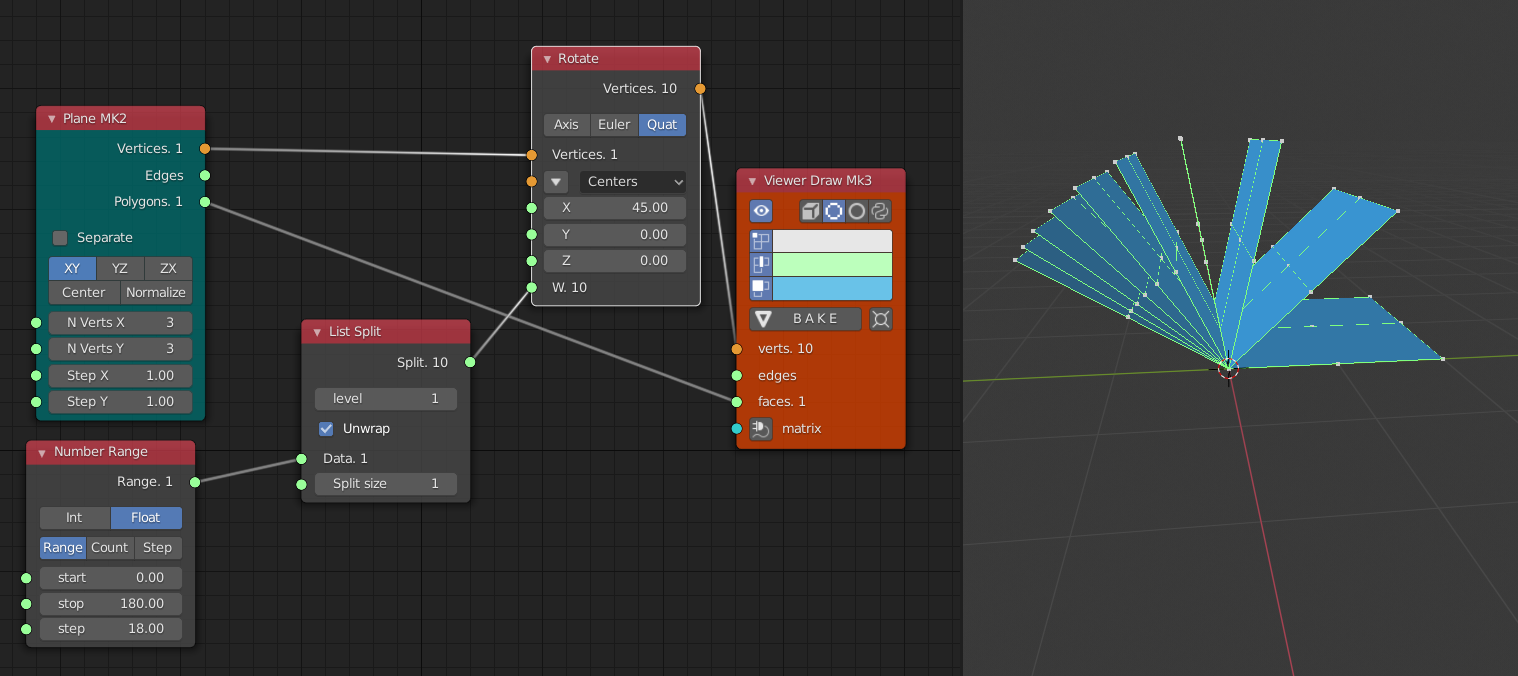 Plane MK2
Vertices. 1
Edges
Polygons. 1
Separate
XY YZ ZX
Center Normalize
N Verts X 3
N Verts Y 3
Step X 1.00
Step Y 1.00
Number Range
Range. 1
Int Float
Range Count Step
start 0.00
stop 180.00
step 18.00
List Split
Split. 10
level 1
Unwrap
Data. 1
Split size 1
Rotate
Vertices. 10
Axis Euler Quat
Vertices. 1
Centers
X 45.00
Y 0.00
Z 0.00
W. 10
Viewer Draw Mk3
BAKE
verts. 10
edges
faces. 1
matrix